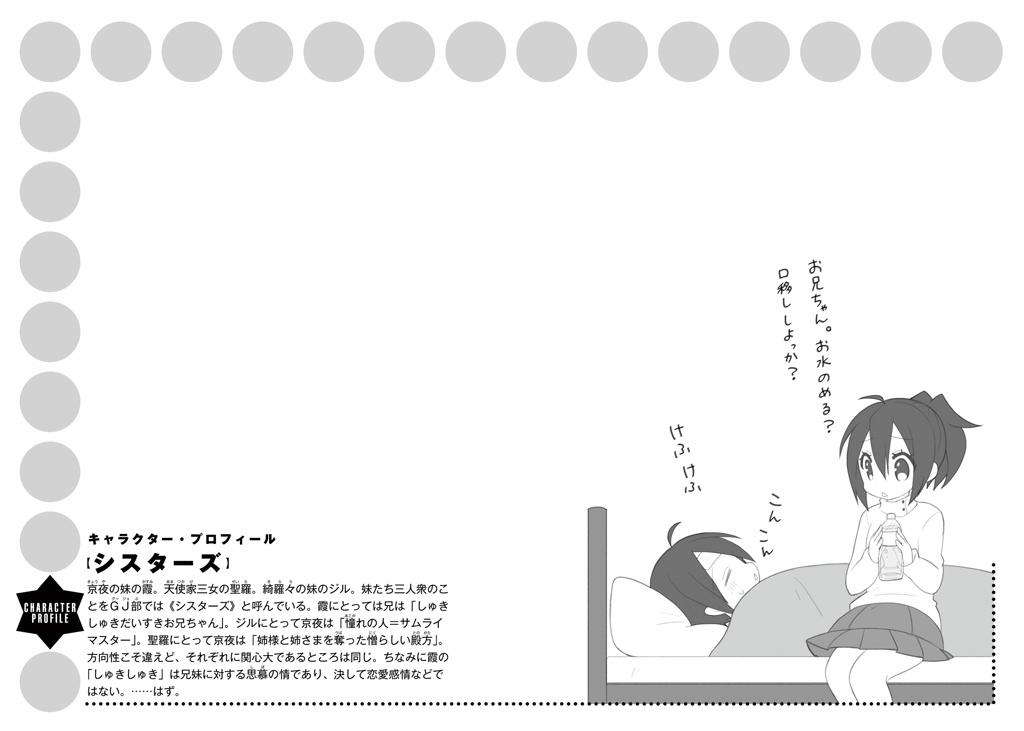 お兄ちゃん。お水のめる?
口移ししよっか?
けふけふ
こんこん
キャラクター・プロフィール
【シスターズ】
CHARACTER
PROFILE
京夜の妹の霞。天使家三女の聖羅。綺羅々の妹のジル。妹たち三人衆のこ
とをGJ部では《シスターズ》と呼んでいる。霞にとっては兄は「しゅき
しゅきだいすきお兄ちゃん」。ジルにとって京夜は「憧れの人=サムライ
マスター」。聖羅にとって京夜は「姉様と姉さまを奪った憎らしい殿方」。
方向性こそ違えど、それぞれに関心大であるところは同じ。ちなみに霞の
「しゅきしゅき」は兄妹に対する思慕の情であり、決して恋愛感情などで
はない。……はず。